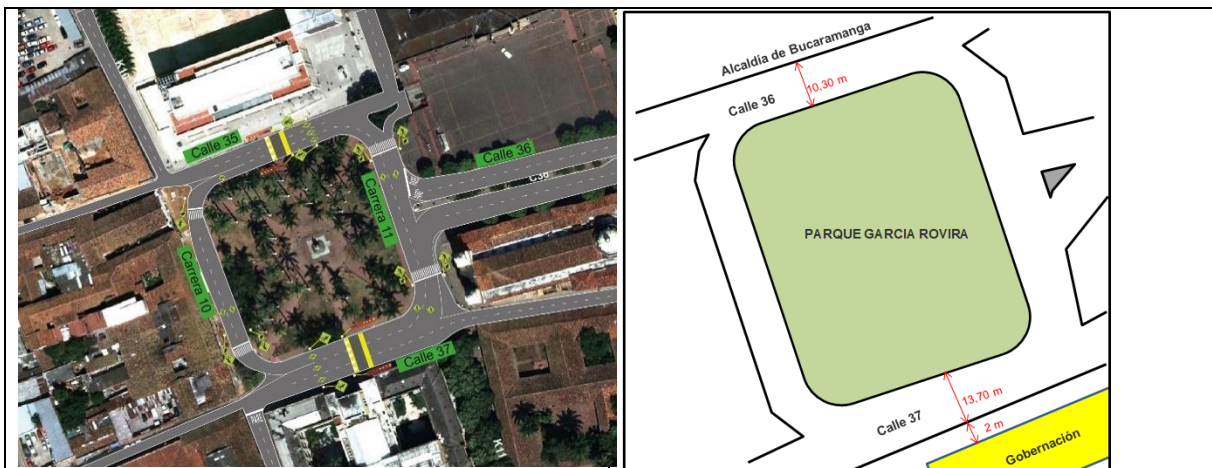 Calle 35
Calle 36
C36
Carrera 11
Carrera 10
Calle 37
Alcaldía de Bucaramanga
10,30 m
Calle 36
PARQUE GARCIA ROVIRA
13,70 m
Calle 37
2 m
Gobernación